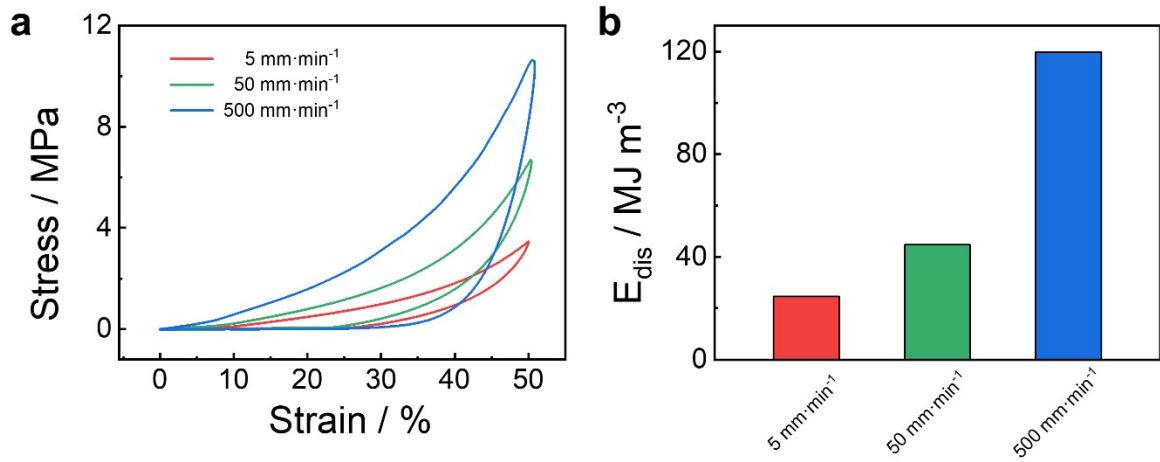 a
Stress / MPa
12
8
4
0
5 mm·min⁻¹
50 mm·min⁻¹
500 mm·min⁻¹
0 10 20 30 40 50
Strain / %
b
E_dis / MJ m⁻³
120
80
40
0
5 mm·min⁻¹
50 mm·min⁻¹
500 mm·min⁻¹